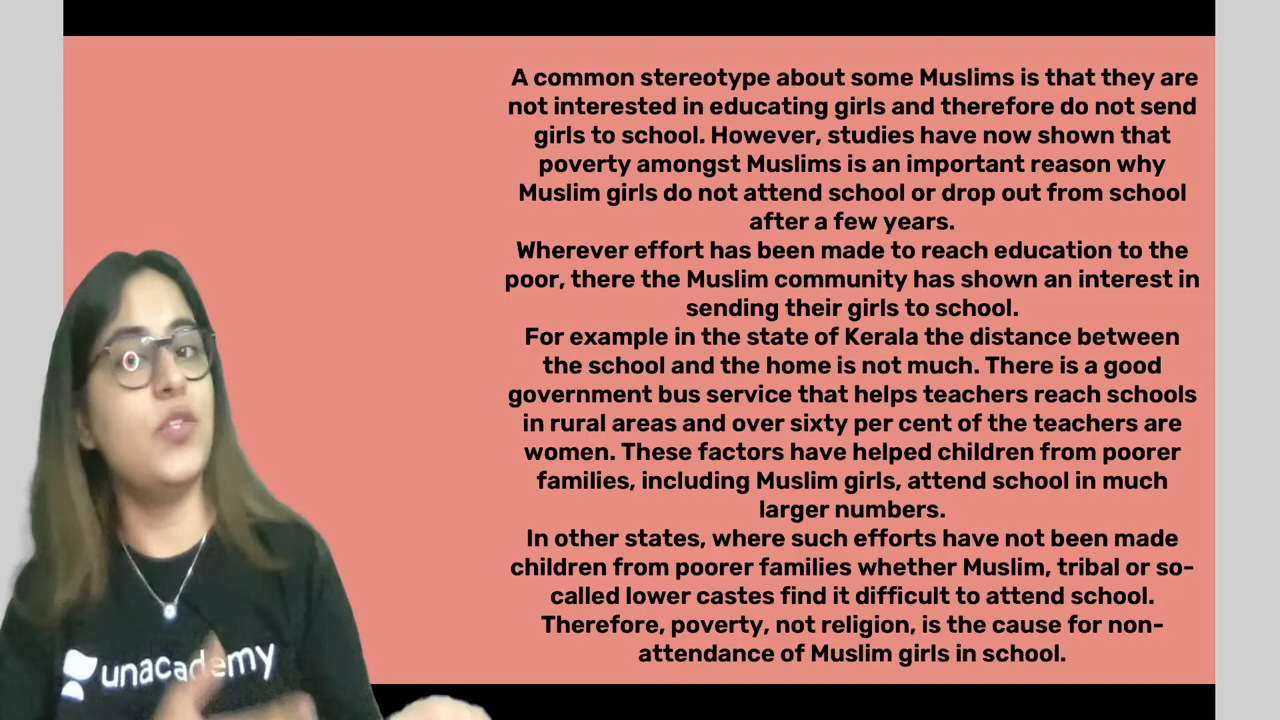 A common stereotype about some Muslims is that they are
not interested in educating girls and therefore do not send
girls to school. However, studies have now shown that
poverty amongst Muslims is an important reason why
Muslim girls do not attend school or drop out from school
after a few years.
Wherever effort has been made to reach education to the
poor, there the Muslim community has shown an interest in
sending their girls to school.
For example in the state of Kerala the distance between
the school and the home is not much. There is a good
government bus service that helps teachers reach schools
in rural areas and over sixty per cent of the teachers are
women. These factors have helped children from poorer
families, including Muslim girls, attend school in much
larger numbers.
In other states, where such efforts have not been made
children from poorer families whether Muslim, tribal or so-
called lower castes find it difficult to attend school.
Therefore, poverty, not religion, is the cause for non-
attendance of Muslim girls in school.
unacademy